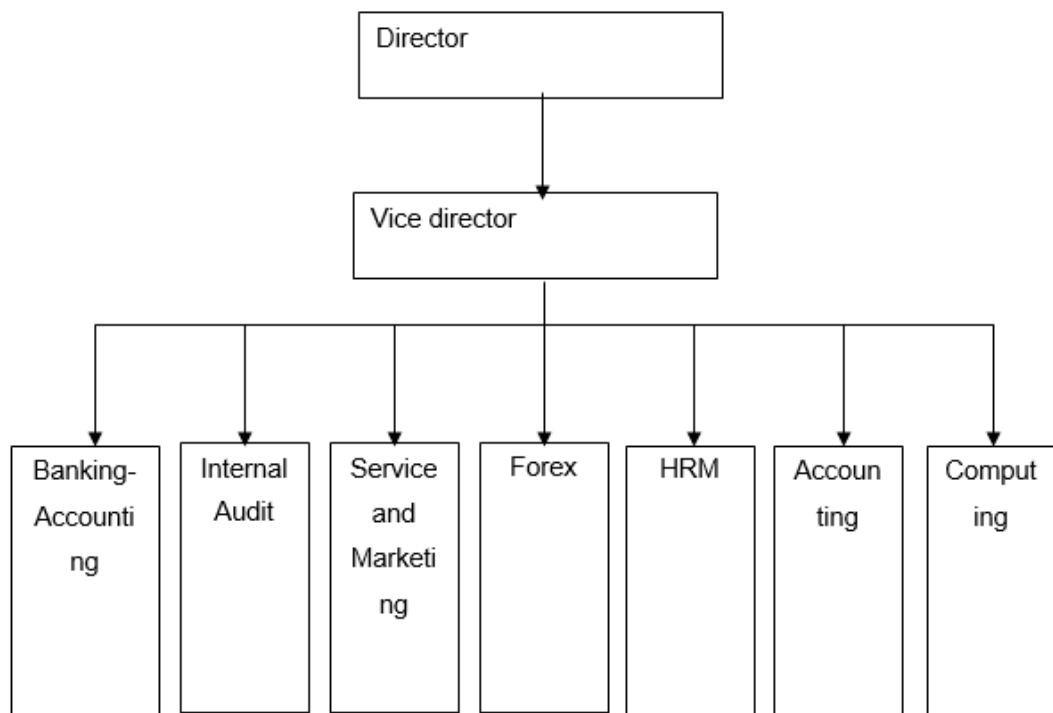 Director
Vice director
Banking-
Accounti
ng
Internal
Audit
Service
and
Marketi
ng
Forex
HRM
Accoun
ting
Comput
ing